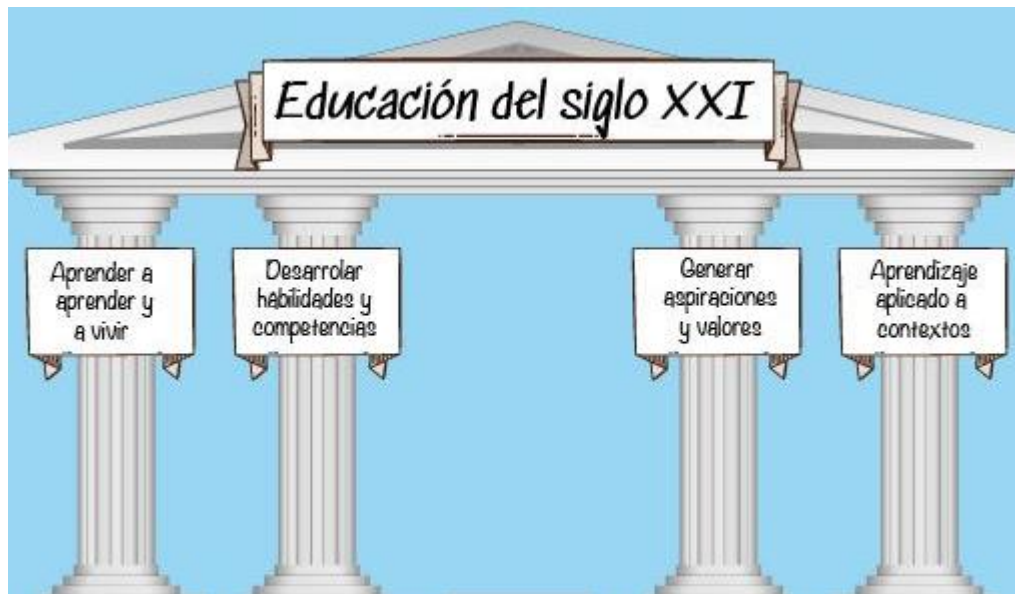 Educación del siglo XXI
Aprender a
aprender y
a vivir
Desarrolar
habilidades y
competencias
Generar
aspiraciones
y valores
Aprendizaje
aplicado a
contextos